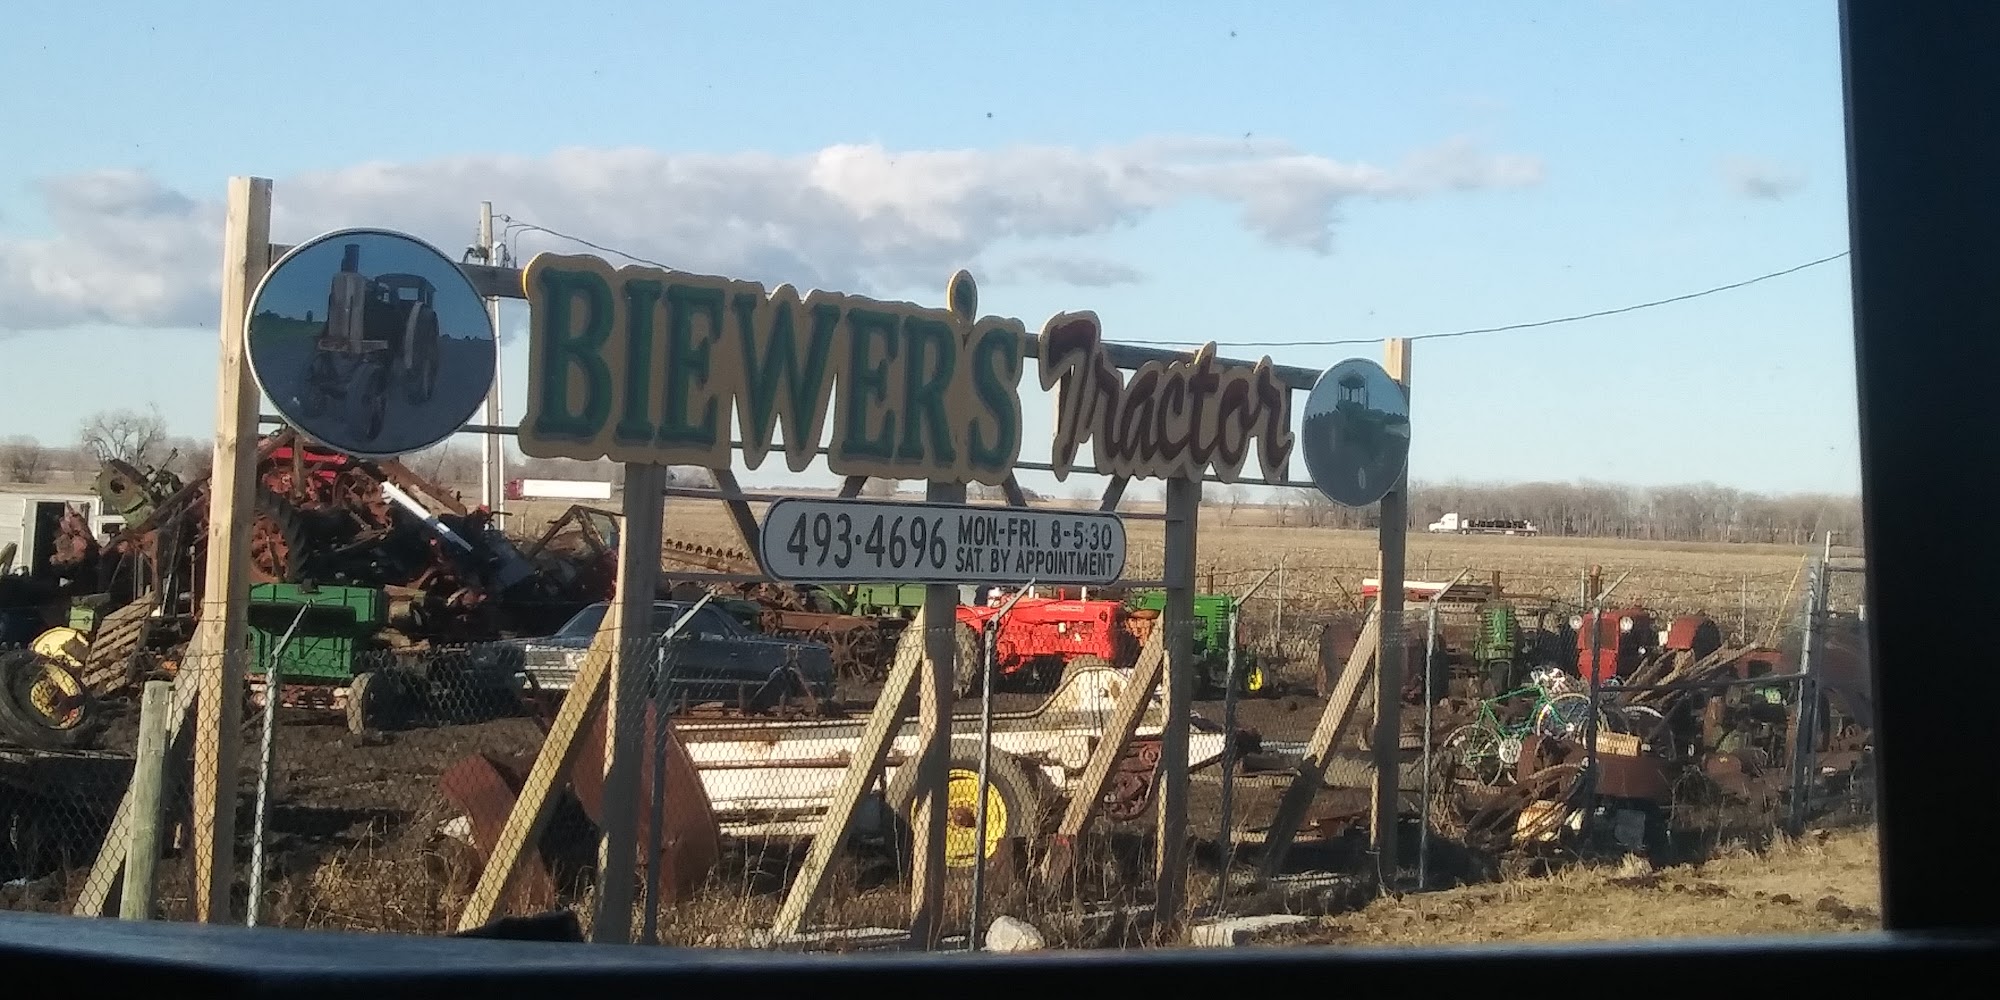 BIEWER'S Tractor
493·4696 MON.-FRI. 8-5:30
SAT. BY APPOINTMENT